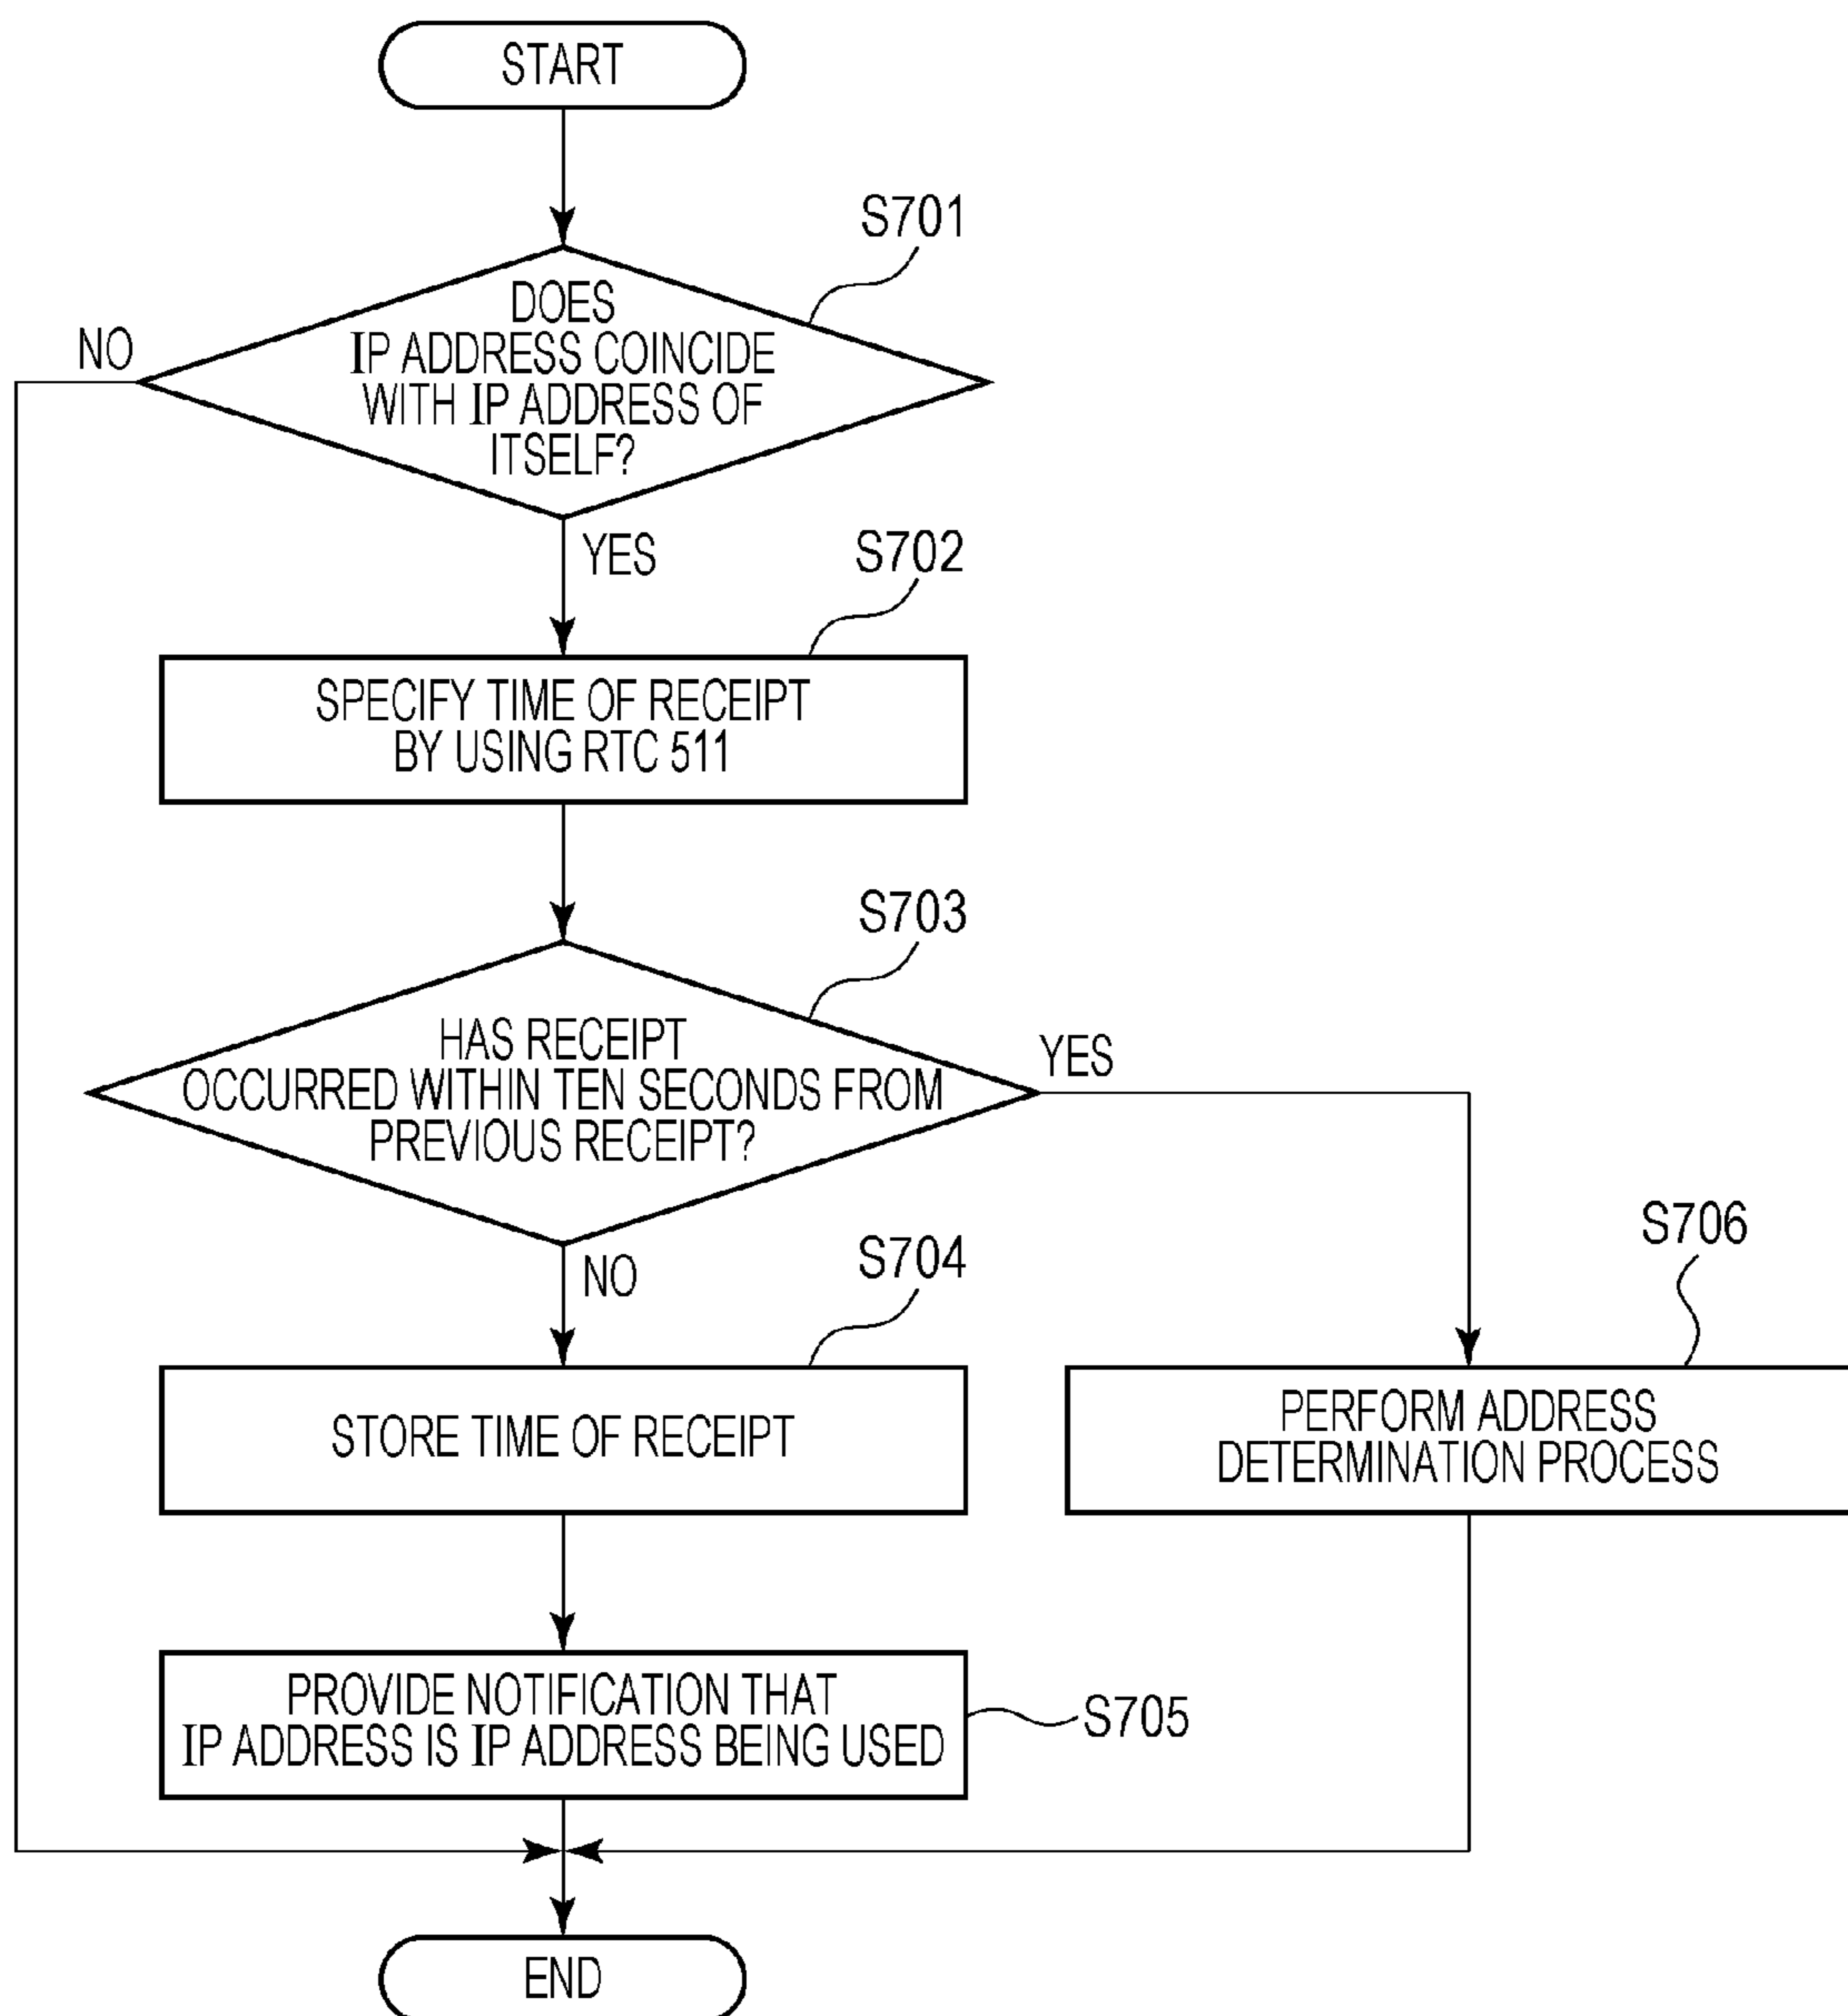 START
S701
DOES
IP ADDRESS COINCIDE
WITH IP ADDRESS OF
ITSELF?
NO
YES
S702
SPECIFY TIME OF RECEIPT
BY USING RTC 511
S703
HAS RECEIPT
OCCURRED WITHIN TEN SECONDS FROM
PREVIOUS RECEIPT?
YES
NO
S704
STORE TIME OF RECEIPT
S706
PERFORM ADDRESS
DETERMINATION PROCESS
PROVIDE NOTIFICATION THAT
IP ADDRESS IS IP ADDRESS BEING USED
S705
END